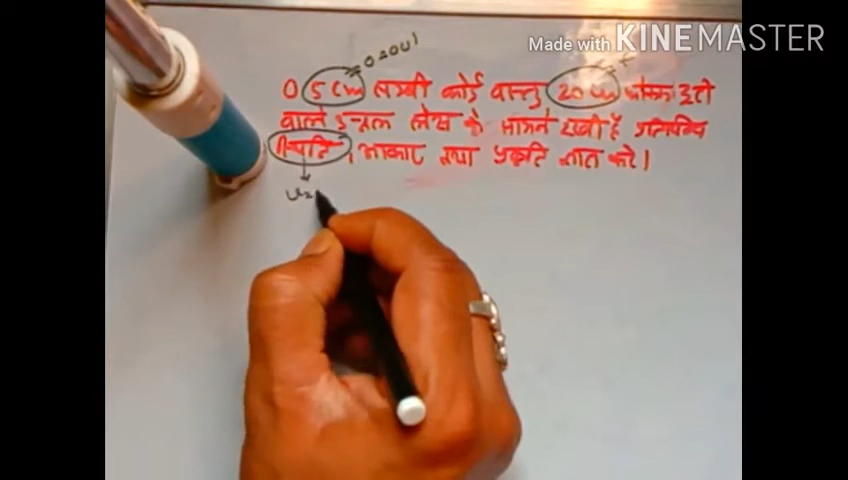 Made with KINEMASTER
0 5 cm लम्बी कोई वस्तु 20 cm फोकस दूरी
वाले उत्तल लेंस के सामने रखी है प्रतिबिम्ब
स्थिति, आकार तथा प्रकृति ज्ञात करे।